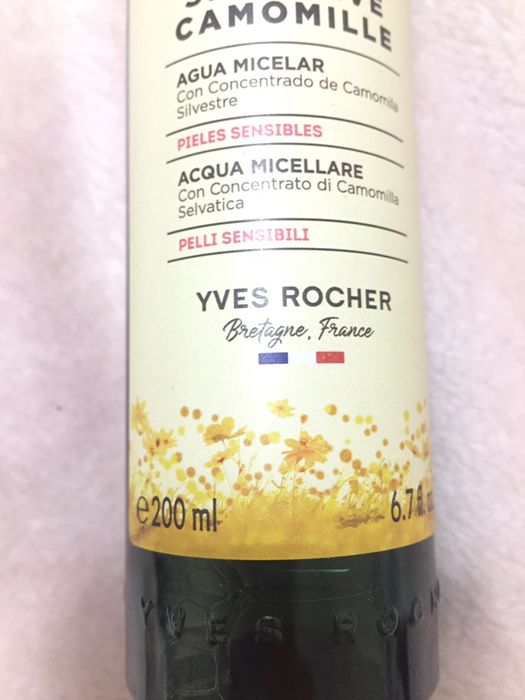 CAMOMILLE
AGUA MICELAR
Con Concentrado de Camomila
Silvestre
PIELES SENSIBLES
ACQUA MICELLARE
Con Concentrato di Camomilla
Selvatica
PELLI SENSIBILI
YVES ROCHER
Bretagne, France
℮200 ml
6.7 fl.
YVES